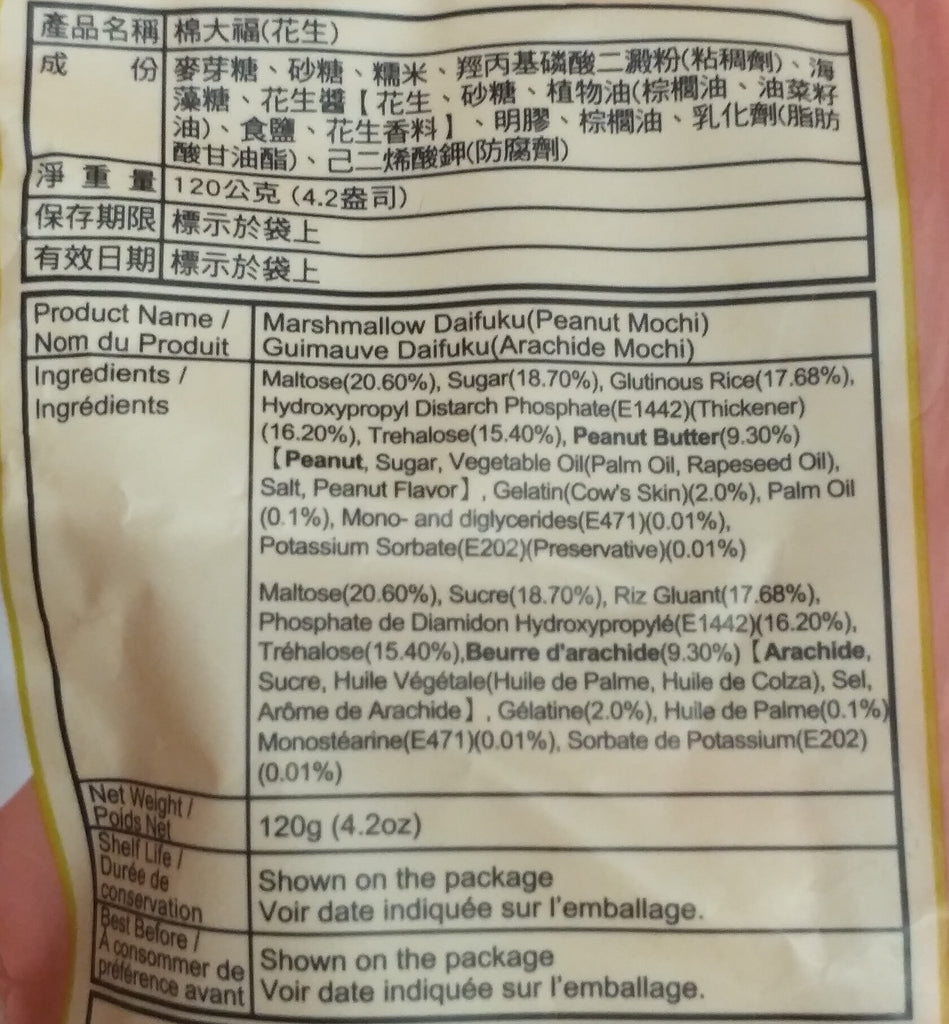 產品名稱 棉大福(花生)
成 份 麥芽糖、砂糖、糯米、羥丙基磷酸二澱粉(粘稠劑)、海
藻糖、花生醬【花生、砂糖、植物油(棕櫚油、油菜籽
油)、食鹽、花生香料】、明膠、棕櫚油、乳化劑(脂肪
酸甘油酯)、己二烯酸鉀(防腐劑)
淨 重 量 120公克 (4.2盎司)
保存期限 標示於袋上
有效日期 標示於袋上
Product Name /
Nom du Produit
Marshmallow Daifuku(Peanut Mochi)
Guimauve Daifuku(Arachide Mochi)
Ingredients /
Ingrédients
Maltose(20.60%), Sugar(18.70%), Glutinous Rice(17.68%),
Hydroxypropyl Distarch Phosphate(E1442)(Thickener)
(16.20%), Trehalose(15.40%), Peanut Butter(9.30%)
【Peanut, Sugar, Vegetable Oil(Palm Oil, Rapeseed Oil),
Salt, Peanut Flavor】, Gelatin(Cow's Skin)(2.0%), Palm Oil
(0.1%), Mono- and diglycerides(E471)(0.01%),
Potassium Sorbate(E202)(Preservative)(0.01%)
Maltose(20.60%), Sucre(18.70%), Riz Gluant(17.68%),
Phosphate de Diamidon Hydroxypropylé(E1442)(16.20%),
Tréhalose(15.40%),Beurre d'arachide(9.30%)【Arachide,
Sucre, Huile Végétale(Huile de Palme, Huile de Colza), Sel,
Arôme de Arachide】, Gélatine(2.0%), Huile de Palme(0.1%)
Monostéarine(E471)(0.01%), Sorbate de Potassium(E202)
(0.01%)
Net Weight /
Poids Net
120g (4.2oz)
Shelf Life /
Durée de
conservation
Shown on the package
Voir date indiquée sur l'emballage.
Best Before /
À consommer de
préférence avant
Shown on the package
Voir date indiquée sur l'emballage.